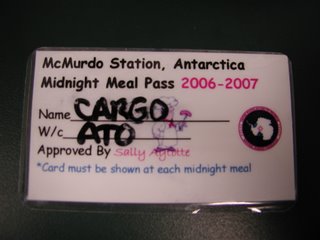 McMurdo Station, Antarctica
Midnight Meal Pass 2006-2007
Name CARGO
W/c ATO
Approved By Sally Ayotte
*Card must be shown at each midnight meal